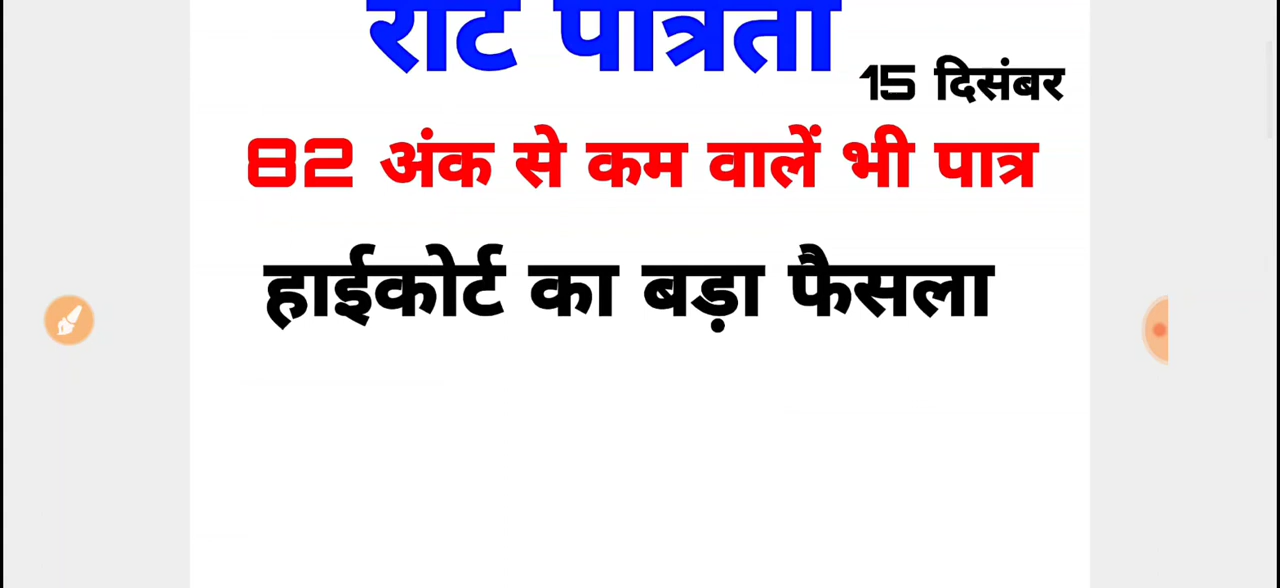 पात्रता
15 दिसंबर
82 अंक से कम वालें भी पात्र
हाईकोर्ट का बड़ा फैसला